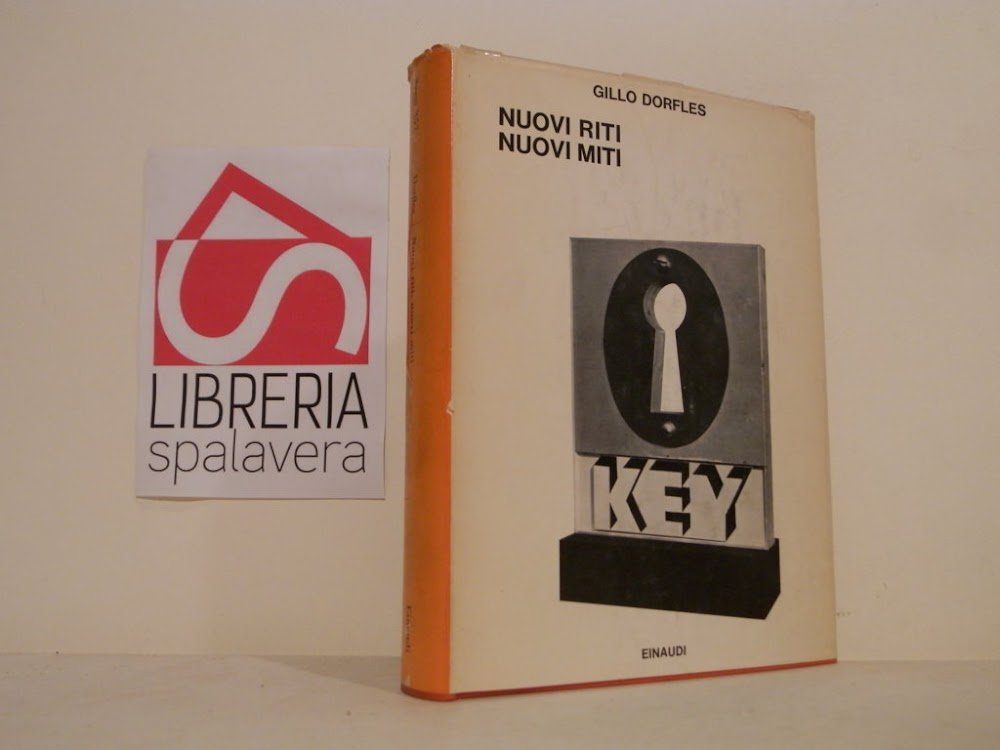 LIBRERIA
spalavera
GILLO DORFLES
NUOVI RITI
NUOVI MITI
KEY
EINAUDI